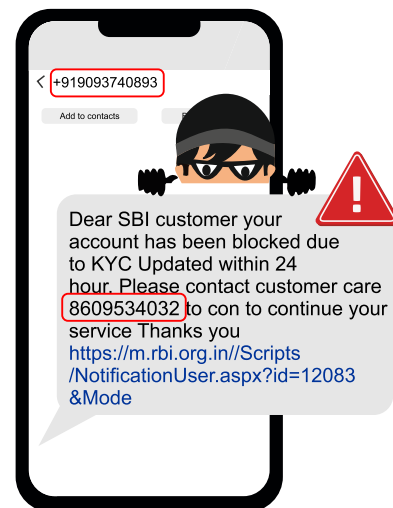 +919093740893
Add to contacts
Dear SBI customer your
account has been blocked due
to KYC Updated within 24
hour. Please contact customer care
8609534032 to con to continue your
service Thanks you
https://m.rbi.org.in//Scripts
/NotificationUser.aspx?id=12083
&Mode